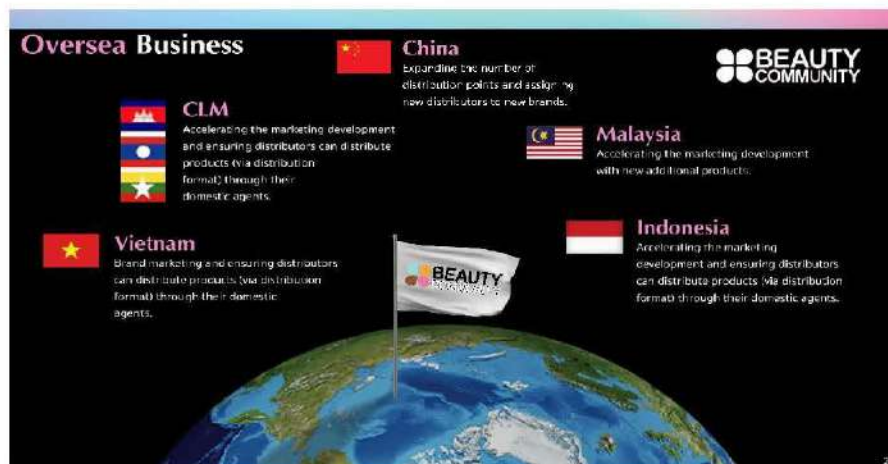 Oversea Business
BEAUTY
COMMUNITY
China
Expanding the number of
distribution points and assigning
new distributors to new brands.
CLM
Accelerating the marketing development
and ensuring distributors can distribute
products (via distribution
format) through their
domestic agents.
Malaysia
Accelerating the marketing development
with new additional products.
Vietnam
Brand marketing and ensuring distributors
can distribute products (via distribution
format) through their domestic
agents.
Indonesia
Accelerating the marketing
development and ensuring distributors
can distribute products (via distribution
format) through their domestic agents.
BEAUTY